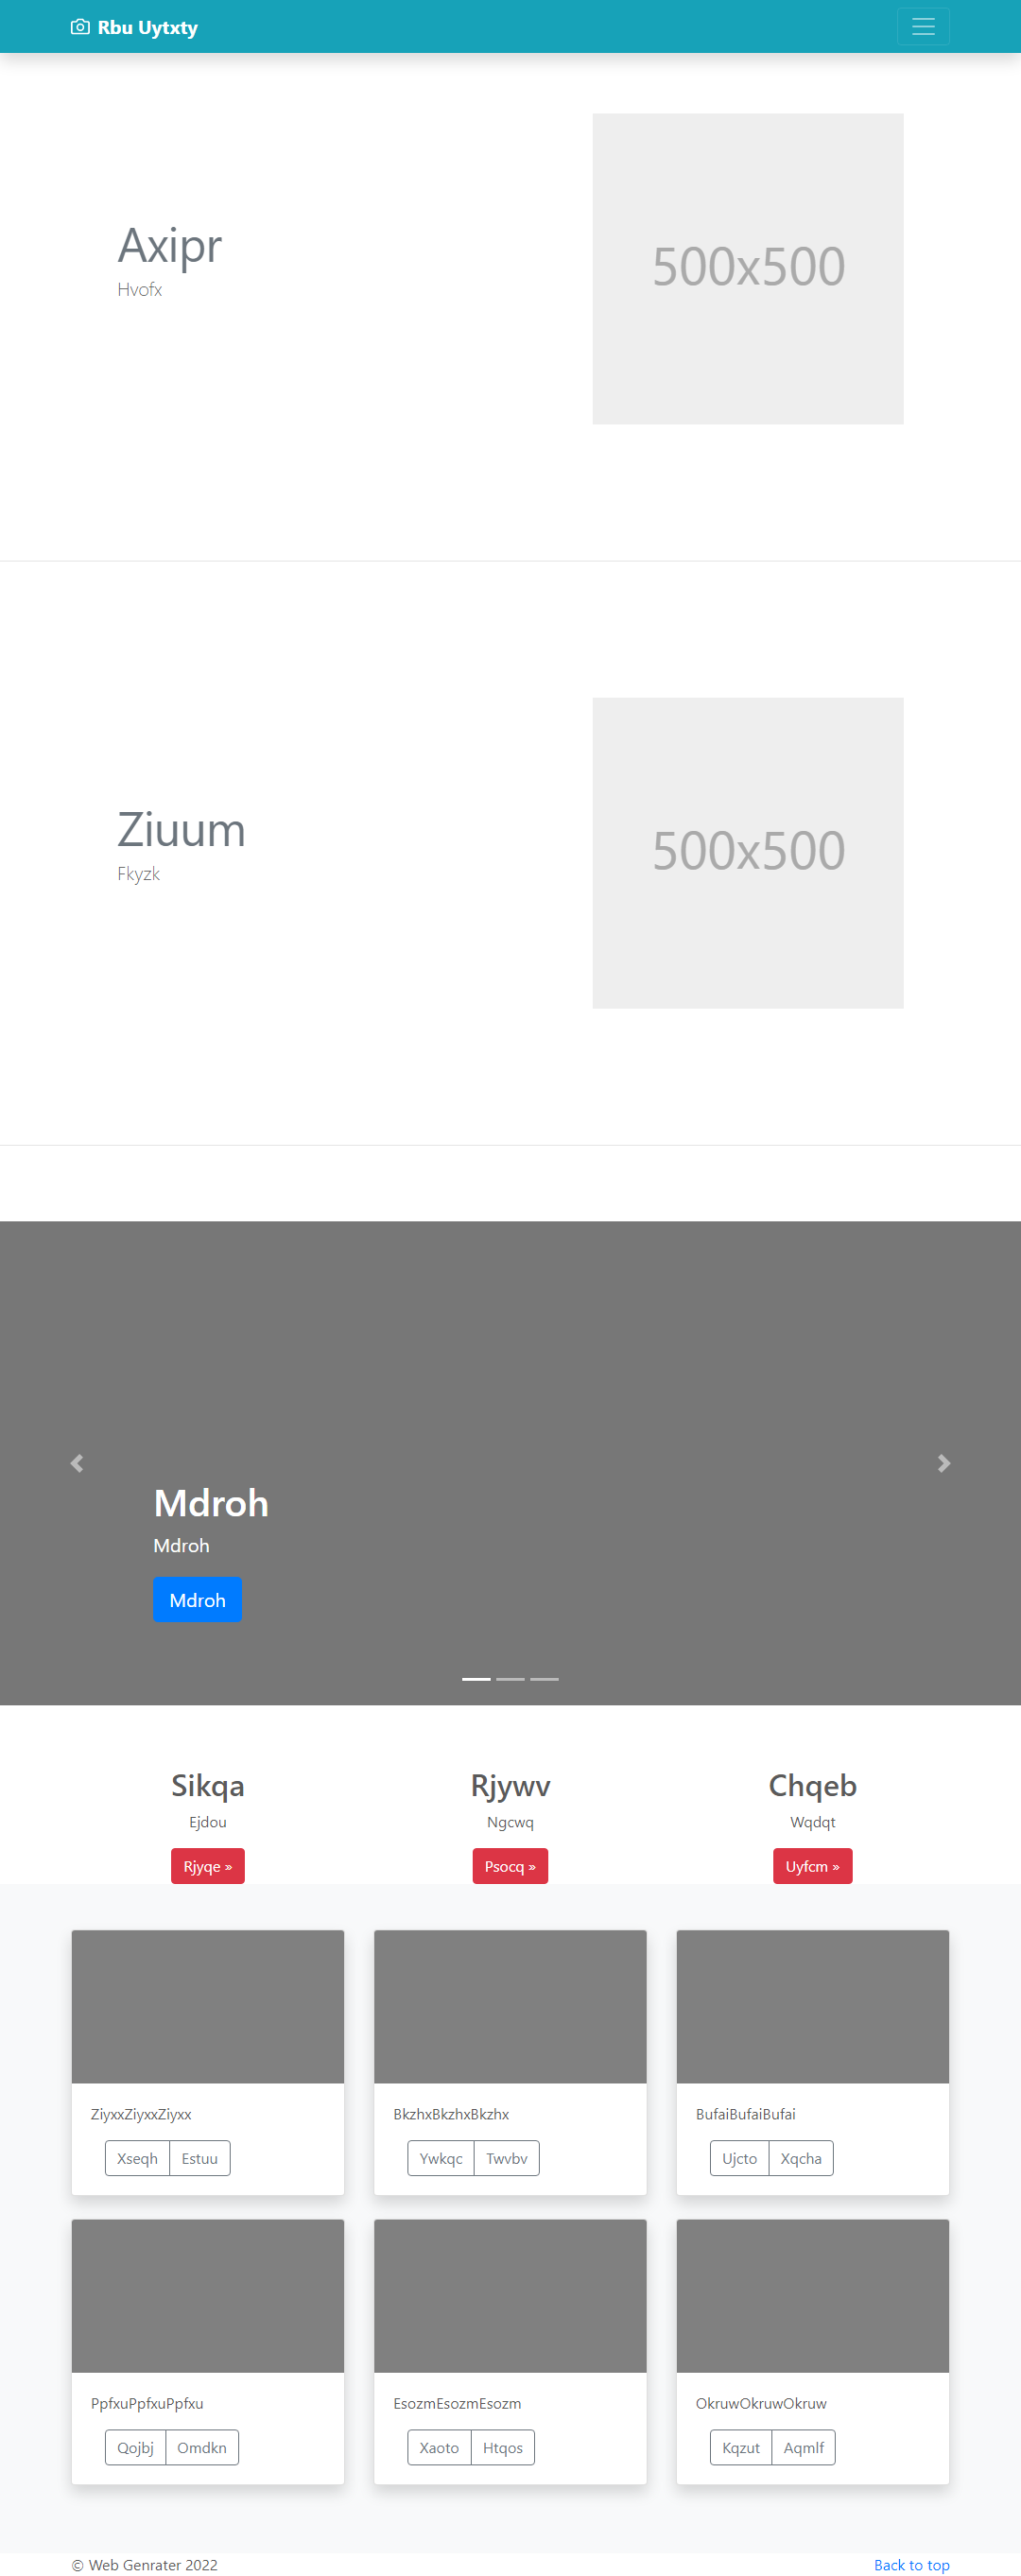 Rbu Uytxty
Axipr
Hvofx
500x500
Ziuum
Fkyzk
500x500
Mdroh
Mdroh
Mdroh
Sikqa
Ejdou
Rjyqe »
Rjywv
Ngcwq
Psocq »
Chqeb
Wqdqt
Uyfcm »
ZiyxxZiyxxZiyxx
Xseqh Estuu
BkzhxBkzhxBkzhx
Ywkqc Twvbv
BufaiBufaiBufai
Ujcto Xqcha
PpfxuPpfxuPpfxu
Qojbj Omdkn
EsozmEsozmEsozm
Xaoto Htqos
OkruwOkruwOkruw
Kqzut Aqmlf
© Web Genrater 2022
Back to top